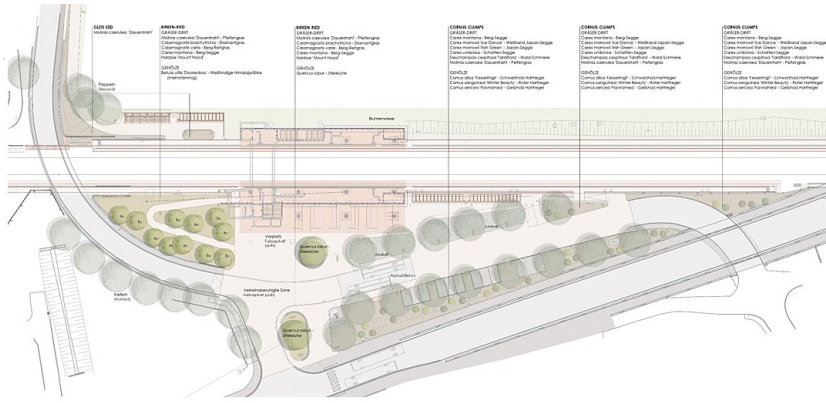 GLEIS SÜD
Molinia caerulea 'Dauerstrahl'
BIRKEN-RIED
GRÄSER-DRIFT
Molinia caerulea 'Dauerstrahl' - Pfeifengras
Calamagrostis brachytricha - Diamantgras
Calamagrostis varia - Berg-Reitgras
Carex montana - Berg-Segge
Narzisse 'Mount Hood'
GEHÖLZE
Betula utilis 'Doorenbos' - Weißrindige Himalajabirke
(mehrstämmig)
BIRKEN-RIED
GRÄSER-DRIFT
Molinia caerulea 'Dauerstrahl' - Pfeifengras
Calamagrostis brachytricha - Diamantgras
Calamagrostis varia - Berg-Reitgras
Carex montana - Berg-Segge
Narzisse 'Mount Hood'
GEHÖLZE
Quercus robur - Stieleiche
CORNUS-CLUMPS
GRÄSER-DRIFT
Carex montana - Berg-Segge
Carex morrowii 'Ice Dance' - Weißrand Japan-Segge
Carex morrowii 'Irish Green' - Japan-Segge
Carex umbrosa - Schatten-Segge
Deschampsia cespitosa 'Tardiflora' - Wald-Schmiele
Molinia caerulea 'Dauerstrahl' - Pfeifengras
GEHÖLZE
Cornus alba 'Kesselringii' - Schwarzholz-Hartriegel
Cornus sanguinea 'Winter Beauty' - Roter Hartriegel
Cornus sericea 'Flaviramea' - Gelbholz Hartriegel
CORNUS-CLUMPS
GRÄSER-DRIFT
Carex montana - Berg-Segge
Carex morrowii 'Ice Dance' - Weißrand Japan-Segge
Carex morrowii 'Irish Green' - Japan-Segge
Carex umbrosa - Schatten-Segge
Deschampsia cespitosa 'Tardiflora' - Wald-Schmiele
Molinia caerulea 'Dauerstrahl' - Pfeifengras
GEHÖLZE
Cornus alba 'Kesselringii' - Schwarzholz-Hartriegel
Cornus sanguinea 'Winter Beauty' - Roter Hartriegel
Cornus sericea 'Flaviramea' - Gelbholz Hartriegel
CORNUS-CLUMPS
GRÄSER-DRIFT
Carex montana - Berg-Segge
Carex morrowii 'Ice Dance' - Weißrand Japan-Segge
Carex morrowii 'Irish Green' - Japan-Segge
Carex umbrosa - Schatten-Segge
Deschampsia cespitosa 'Tardiflora' - Wald-Schmiele
Molinia caerulea 'Dauerstrahl' - Pfeifengras
GEHÖLZE
Cornus alba 'Kesselringii' - Schwarzholz-Hartriegel
Cornus sanguinea 'Winter Beauty' - Roter Hartriegel
Cornus sericea 'Flaviramea' - Gelbholz Hartriegel
Pappeln
(Bestand)
Blumenwiese
Vorplatz
Quercus robur -
Stieleiche
Verkehrsberuhigte Zone
Kiefern
(Bestand)
Quercus robur -
Stieleiche